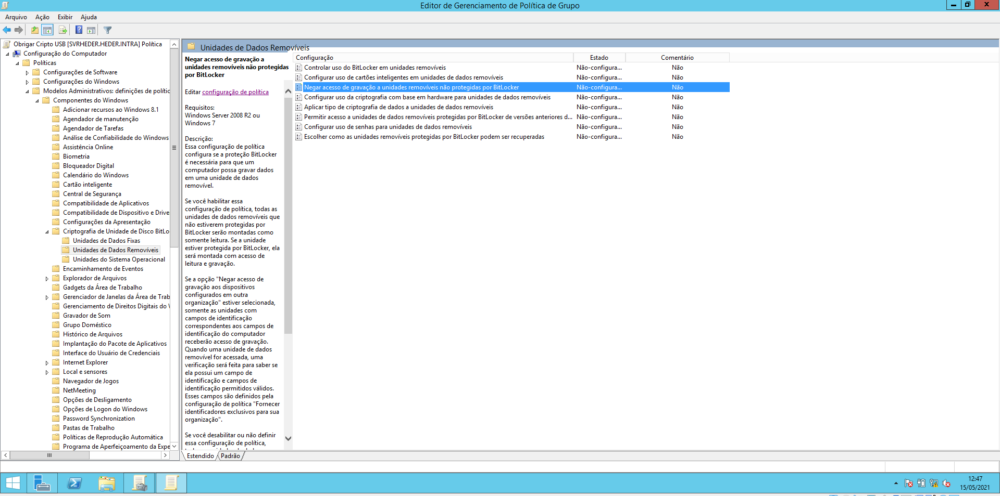 Editor de Gerenciamento de Política de Grupo
Arquivo Ação Exibir Ajuda
Obrigar Cripto USB [SVRHEDER.HEDER.INTRA] Política
Configuração do Computador
Políticas
Configurações de Software
Configurações do Windows
Modelos Administrativos: definições de polític
Componentes do Windows
Adicionar recursos ao Windows 8.1
Agendador de manutenção
Agendador de Tarefas
Análise de Confiabilidade do Windows
Assistência Online
Biometria
Bloqueador Digital
Calendário do Windows
Cartão inteligente
Central de Segurança
Compatibilidade de Aplicativos
Compatibilidade de Dispositivo e Drive
Configurações da Apresentação
Criptografia de Unidade de Disco BitLo
Unidades de Dados Fixas
Unidades de Dados Removíveis
Unidades do Sistema Operacional
Encaminhamento de Eventos
Explorador de Arquivos
Gadgets da Área de Trabalho
Gerenciador de Janelas da Área de Trab
Gerenciamento de Direitos Digitais do
Gravador de Som
Grupo Doméstico
Histórico de Arquivos
Implantação do Pacote de Aplicativos
Interface do Usuário de Credenciais
Internet Explorer
Local e sensores
Navegador de Jogos
NetMeeting
Opções de Desligamento
Opções de Logon do Windows
Password Synchronization
Pastas de Trabalho
Políticas de Reprodução Automática
Programa de Aperfeiçoamento da Expe
Unidades de Dados Removíveis
Negar acesso de gravação a
unidades removíveis não protegidas
por BitLocker
Editar configuração de política
Requisitos:
Windows Server 2008 R2 ou
Windows 7
Descrição:
Essa configuração de política
configura se a proteção BitLocker
é necessária para que um
computador possa gravar dados
em uma unidade de dados
removível.
Se você habilitar essa
configuração de política, todas as
unidades de dados removíveis que
não estiverem protegidas por
BitLocker serão montadas como
somente leitura. Se a unidade
estiver protegida por BitLocker, ela
será montada com acesso de
leitura e gravação.
Se a opção "Negar acesso de
gravação aos dispositivos
configurados em outra
organização" estiver selecionada,
somente as unidades com
campos de identificação
correspondentes aos campos de
identificação do computador
receberão acesso de gravação.
Quando uma unidade de dados
removível for acessada, uma
verificação será feita para saber se
ela possui um campo de
identificação e campos de
identificação permitidos válidos.
Esses campos são definidos pela
configuração de política "Fornecer
identificadores exclusivos para sua
organização".
Se você desabilitar ou não definir
essa configuração de política,
Configuração Estado Comentário
Controlar uso do BitLocker em unidades removíveis Não-configura... Não
Configurar uso de cartões inteligentes em unidades de dados removíveis Não-configura... Não
Negar acesso de gravação a unidades removíveis não protegidas por BitLocker Não-configura... Não
Configurar uso da criptografia com base em hardware para unidades de dados removíveis Não-configura... Não
Aplicar tipo de criptografia de dados a unidades de dados removíveis Não-configura... Não
Permitir acesso a unidades de dados removíveis protegidas por BitLocker de versões anteriores d... Não-configura... Não
Configurar uso de senhas para unidades de dados removíveis Não-configura... Não
Escolher como as unidades removíveis protegidas por BitLocker podem ser recuperadas Não-configura... Não
Estendido Padrão
12:47
15/05/2021